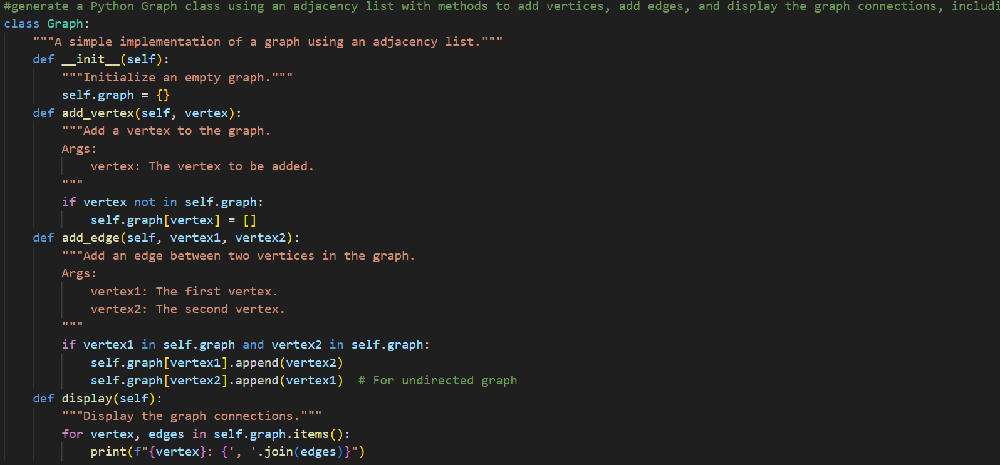 #generate a Python Graph class using an adjacency list with methods to add vertices, add edges, and display the graph connections,
class Graph:
    """A simple implementation of a graph using an adjacency list."""
    def __init__(self):
        """Initialize an empty graph."""
        self.graph = {}
    def add_vertex(self, vertex):
        """Add a vertex to the graph.
        Args:
            vertex: The vertex to be added.
        """
        if vertex not in self.graph:
            self.graph[vertex] = []
    def add_edge(self, vertex1, vertex2):
        """Add an edge between two vertices in the graph.
        Args:
            vertex1: The first vertex.
            vertex2: The second vertex.
        """
        if vertex1 in self.graph and vertex2 in self.graph:
            self.graph[vertex1].append(vertex2)
            self.graph[vertex2].append(vertex1)  # For undirected graph
    def display(self):
        """Display the graph connections."""
        for vertex, edges in self.graph.items():
            print(f"{vertex}: {', '.join(edges)}")